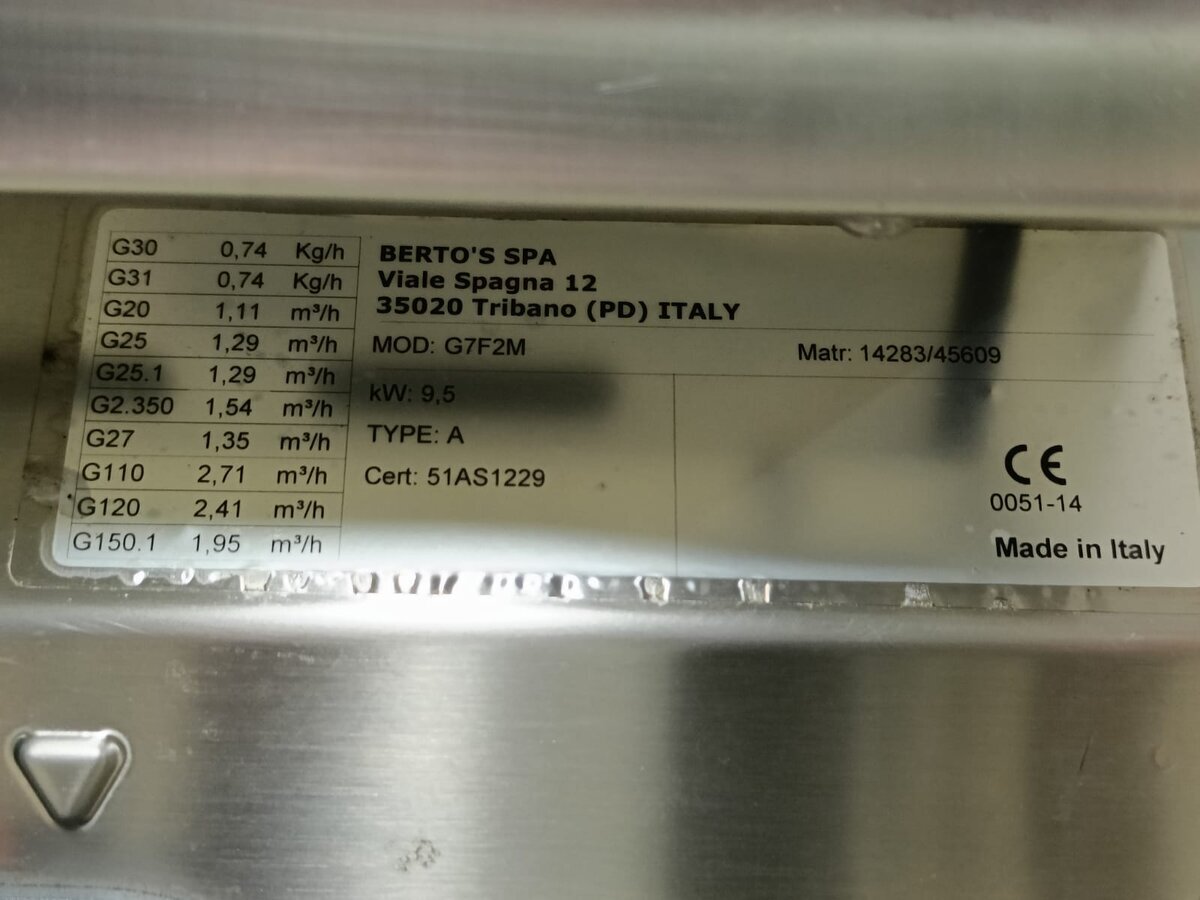 G30 0,74 Kg/h
G31 0,74 Kg/h
G20 1,11 m³/h
G25 1,29 m³/h
G25.1 1,29 m³/h
G2.350 1,54 m³/h
G27 1,35 m³/h
G110 2,71 m³/h
G120 2,41 m³/h
G150.1 1,95 m³/h
BERTO'S SPA
Viale Spagna 12
35020 Tribano (PD) ITALY
MOD: G7F2M Matr: 14283/45609
kW: 9,5
TYPE: A
Cert: 51AS1229
CE
0051-14
Made in Italy